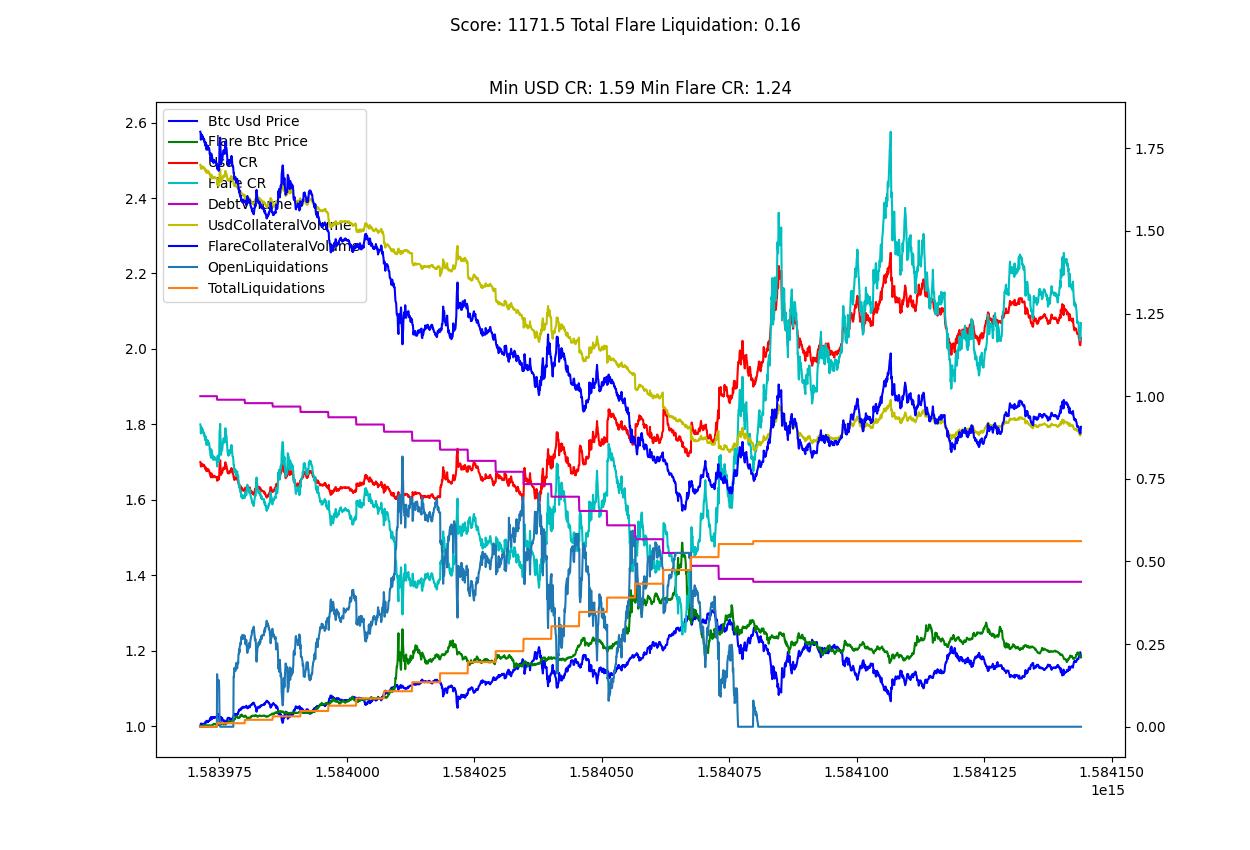 Score: 1171.5 Total Flare Liquidation: 0.16
Min USD CR: 1.59 Min Flare CR: 1.24
Btc Usd Price
Flare Btc Price
Usd CR
Flare CR
DebtVolume
UsdCollateralVolume
FlareCollateralVolume
OpenLiquidations
TotalLiquidations
2.6
2.4
2.2
2.0
1.8
1.6
1.4
1.2
1.0
1.75
1.50
1.25
1.00
0.75
0.50
0.25
0.00
1.583975 1.584000 1.584025 1.584050 1.584075 1.584100 1.584125 1.584150
1e15